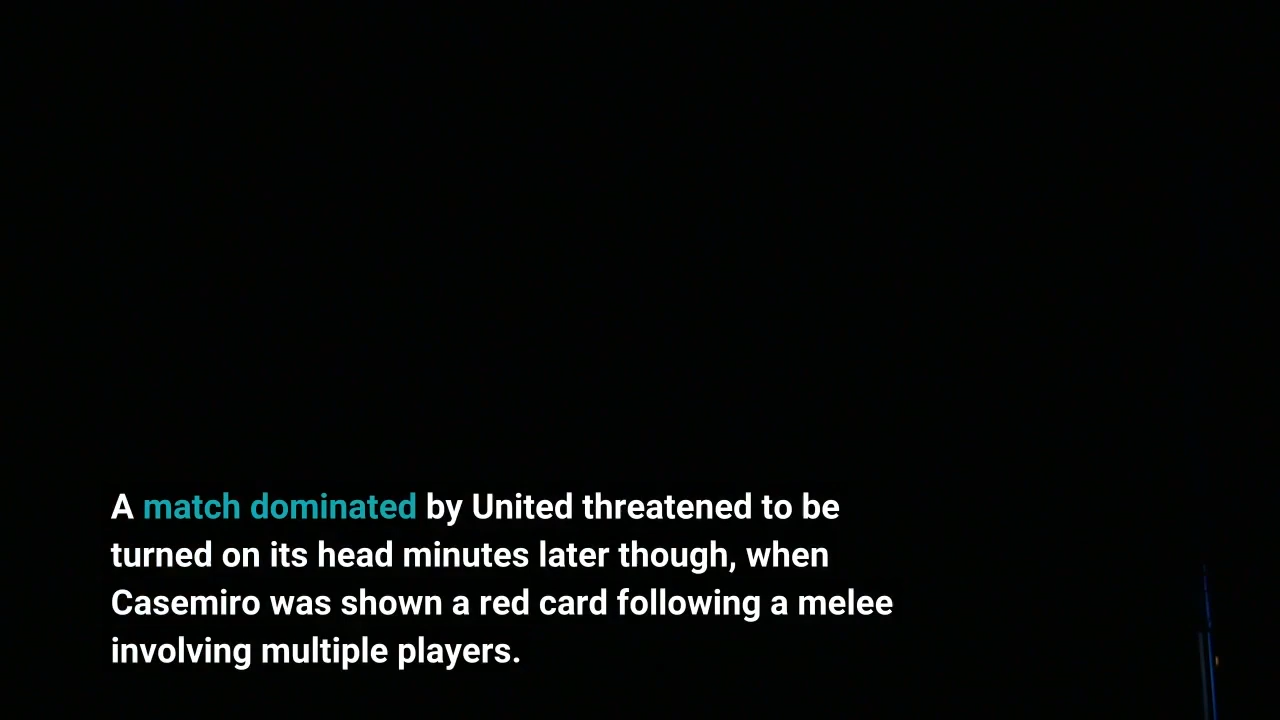 A match dominated by United threatened to be
turned on its head minutes later though, when
Casemiro was shown a red card following a melee
involving multiple players.